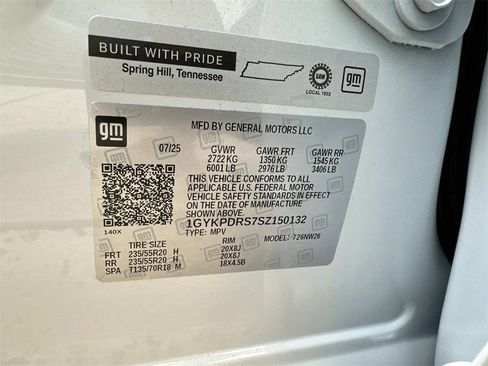 BUILT WITH PRIDE
Spring Hill, Tennessee
UAW
LOCAL 1853
gm
gm
MFD BY GENERAL MOTORS LLC
07/25 GVWR GAWR FRT GAWR RR
2722 KG 1350 KG 1545 KG
6001 LB 2976 LB 3406 LB
THIS VEHICLE CONFORMS TO ALL
APPLICABLE U.S. FEDERAL MOTOR
VEHICLE SAFETY STANDARDS IN EFFECT
ON THE DATE OF MANUFACTURE SHOWN ABOVE.
1GYKPDRS7SZ150132
TYPE: MPV MODEL: 726NW26
140X
TIRE SIZE RIM
FRT 235/55R20 H 20X8J
RR 235/55R20 H 20X8J
SPA T135/70R18 M 18X4.5B